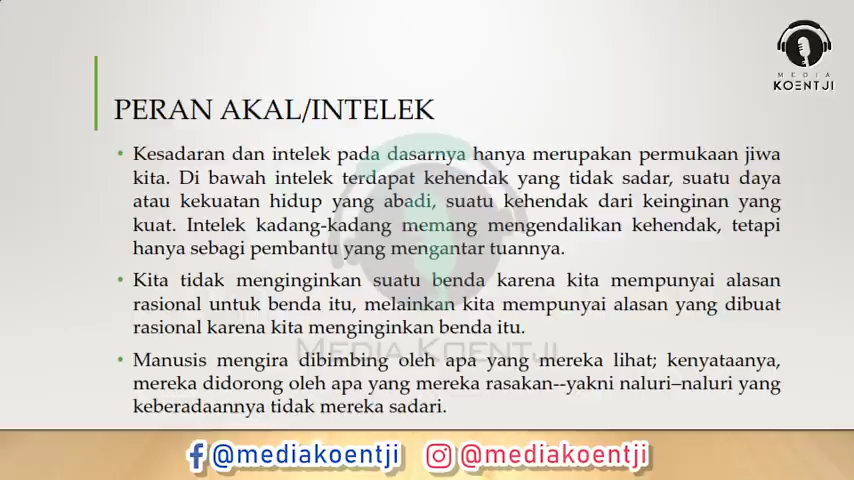 MEDIA
KOENTJI
PERAN AKAL/INTELEK
• Kesadaran dan intelek pada dasarnya hanya merupakan permukaan jiwa
kita. Di bawah intelek terdapat kehendak yang tidak sadar, suatu daya
atau kekuatan hidup yang abadi, suatu kehendak dari keinginan yang
kuat. Intelek kadang-kadang memang mengendalikan kehendak, tetapi
hanya sebagi pembantu yang mengantar tuannya.
• Kita tidak menginginkan suatu benda karena kita mempunyai alasan
rasional untuk benda itu, melainkan kita mempunyai alasan yang dibuat
rasional karena kita menginginkan benda itu.
MEDIA KOENTJI
• Manusis mengira dibimbing oleh apa yang mereka lihat; kenyataanya,
mereka didorong oleh apa yang mereka rasakan--yakni naluri–naluri yang
keberadaannya tidak mereka sadari.
@mediakoentji @mediakoentji